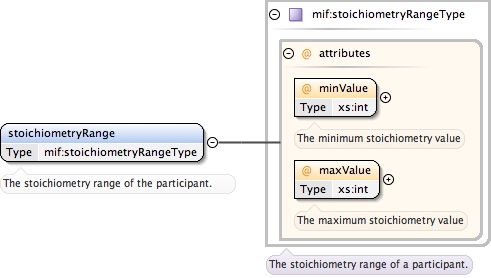 mif:stoichiometryRangeType
@ attributes
@ minValue
Type xs:int
The minimum stoichiometry value
stoichiometryRange
Type mif:stoichiometryRangeType
The stoichiometry range of the participant.
@ maxValue
Type xs:int
The maximum stoichiometry value
The stoichiometry range of a participant.